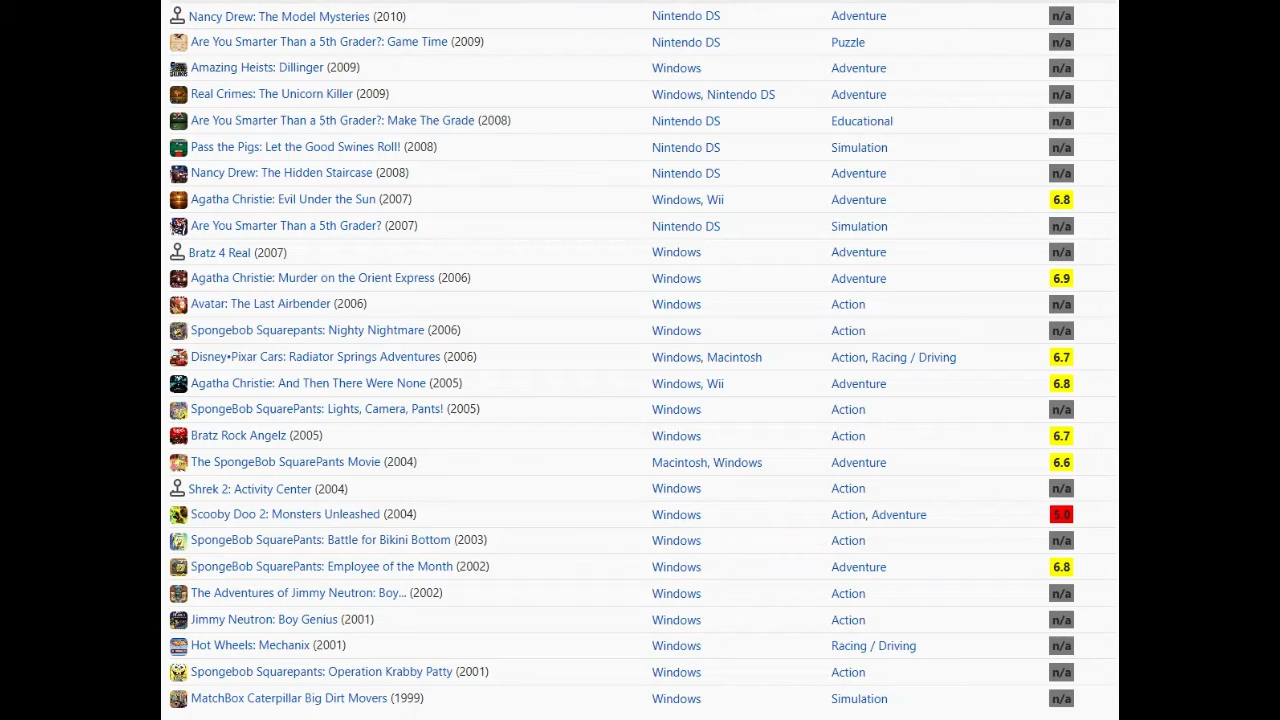 Nancy Drew: The Model Mysteries (2010) Nintendo DS Adventure n/a
Are You Smarter than a 5th Grader?: Game Time (2009) Nintendo DS Puzzle n/a
Amazing Heists: Dillinger Windows Adventure n/a
Real Crimes: The Unicorn Killer Windows, Nintendo DS Adventure n/a
Are You Smarter than a 5th Grader?: Make the Grade (2008) Nintendo DS Educational n/a
Pass the Pigs: Let the Good Times Roll! Nintendo DS Simulation n/a
Nancy Drew: The Hidden Staircase (2008) Nintendo DS Adventure n/a
Agatha Christie: Evil Under the Sun (2007) Windows, Wii Adventure 6.8
Are You Smarter than a 5th Grader? (2007) Nintendo DS Simulation n/a
Bratz 4 Real (2007) Windows Adventure n/a
Agatha Christie: Murder on the Orient Express (2006) Windows Adventure 6.9
Avatar: The Last Airbender Windows Action n/a
Spongebob Squarepants: Nighty Nightmare (2006) Windows Action n/a
Disney•Pixar Cars: Radiator Springs Adventures (2006) Windows, Macintosh Action, Racing / Driving 6.7
Agatha Christie: And Then There Were None (2005) Windows, Wii Adventure 6.8
SpongeBob SquarePants: Lights, Camera, Pants! (2005) Windows Action n/a
Bratz Rock Angelz (2005) Windows Action 6.7
The Spongebob SquarePants Movie (2004) Macintosh, Windows Adventure 6.6
Shrek 2: Activity Center (2004) Windows Action n/a
Scooby Doo 2: Monsters Unleashed (2004) Windows Action, Adventure 5.0
SpongeBob SquarePants: Battle for Bikini Bottom (2003) Windows Action n/a
Spongebob Squarepants: Employee of the Month (2002) Windows Adventure 6.8
The Adventures of Jimmy Neutron: Boy... Windows Action n/a
Jimmy Neutron: Boy Genius Windows Action n/a
Hot Wheels: Mechanix Windows Racing / Driving n/a
SpongeBob SquarePants: Operation Krabby Patty (2001) Windows Action n/a
MatchBox Caterpillar Big Dirt Movers Windows Simulation n/a